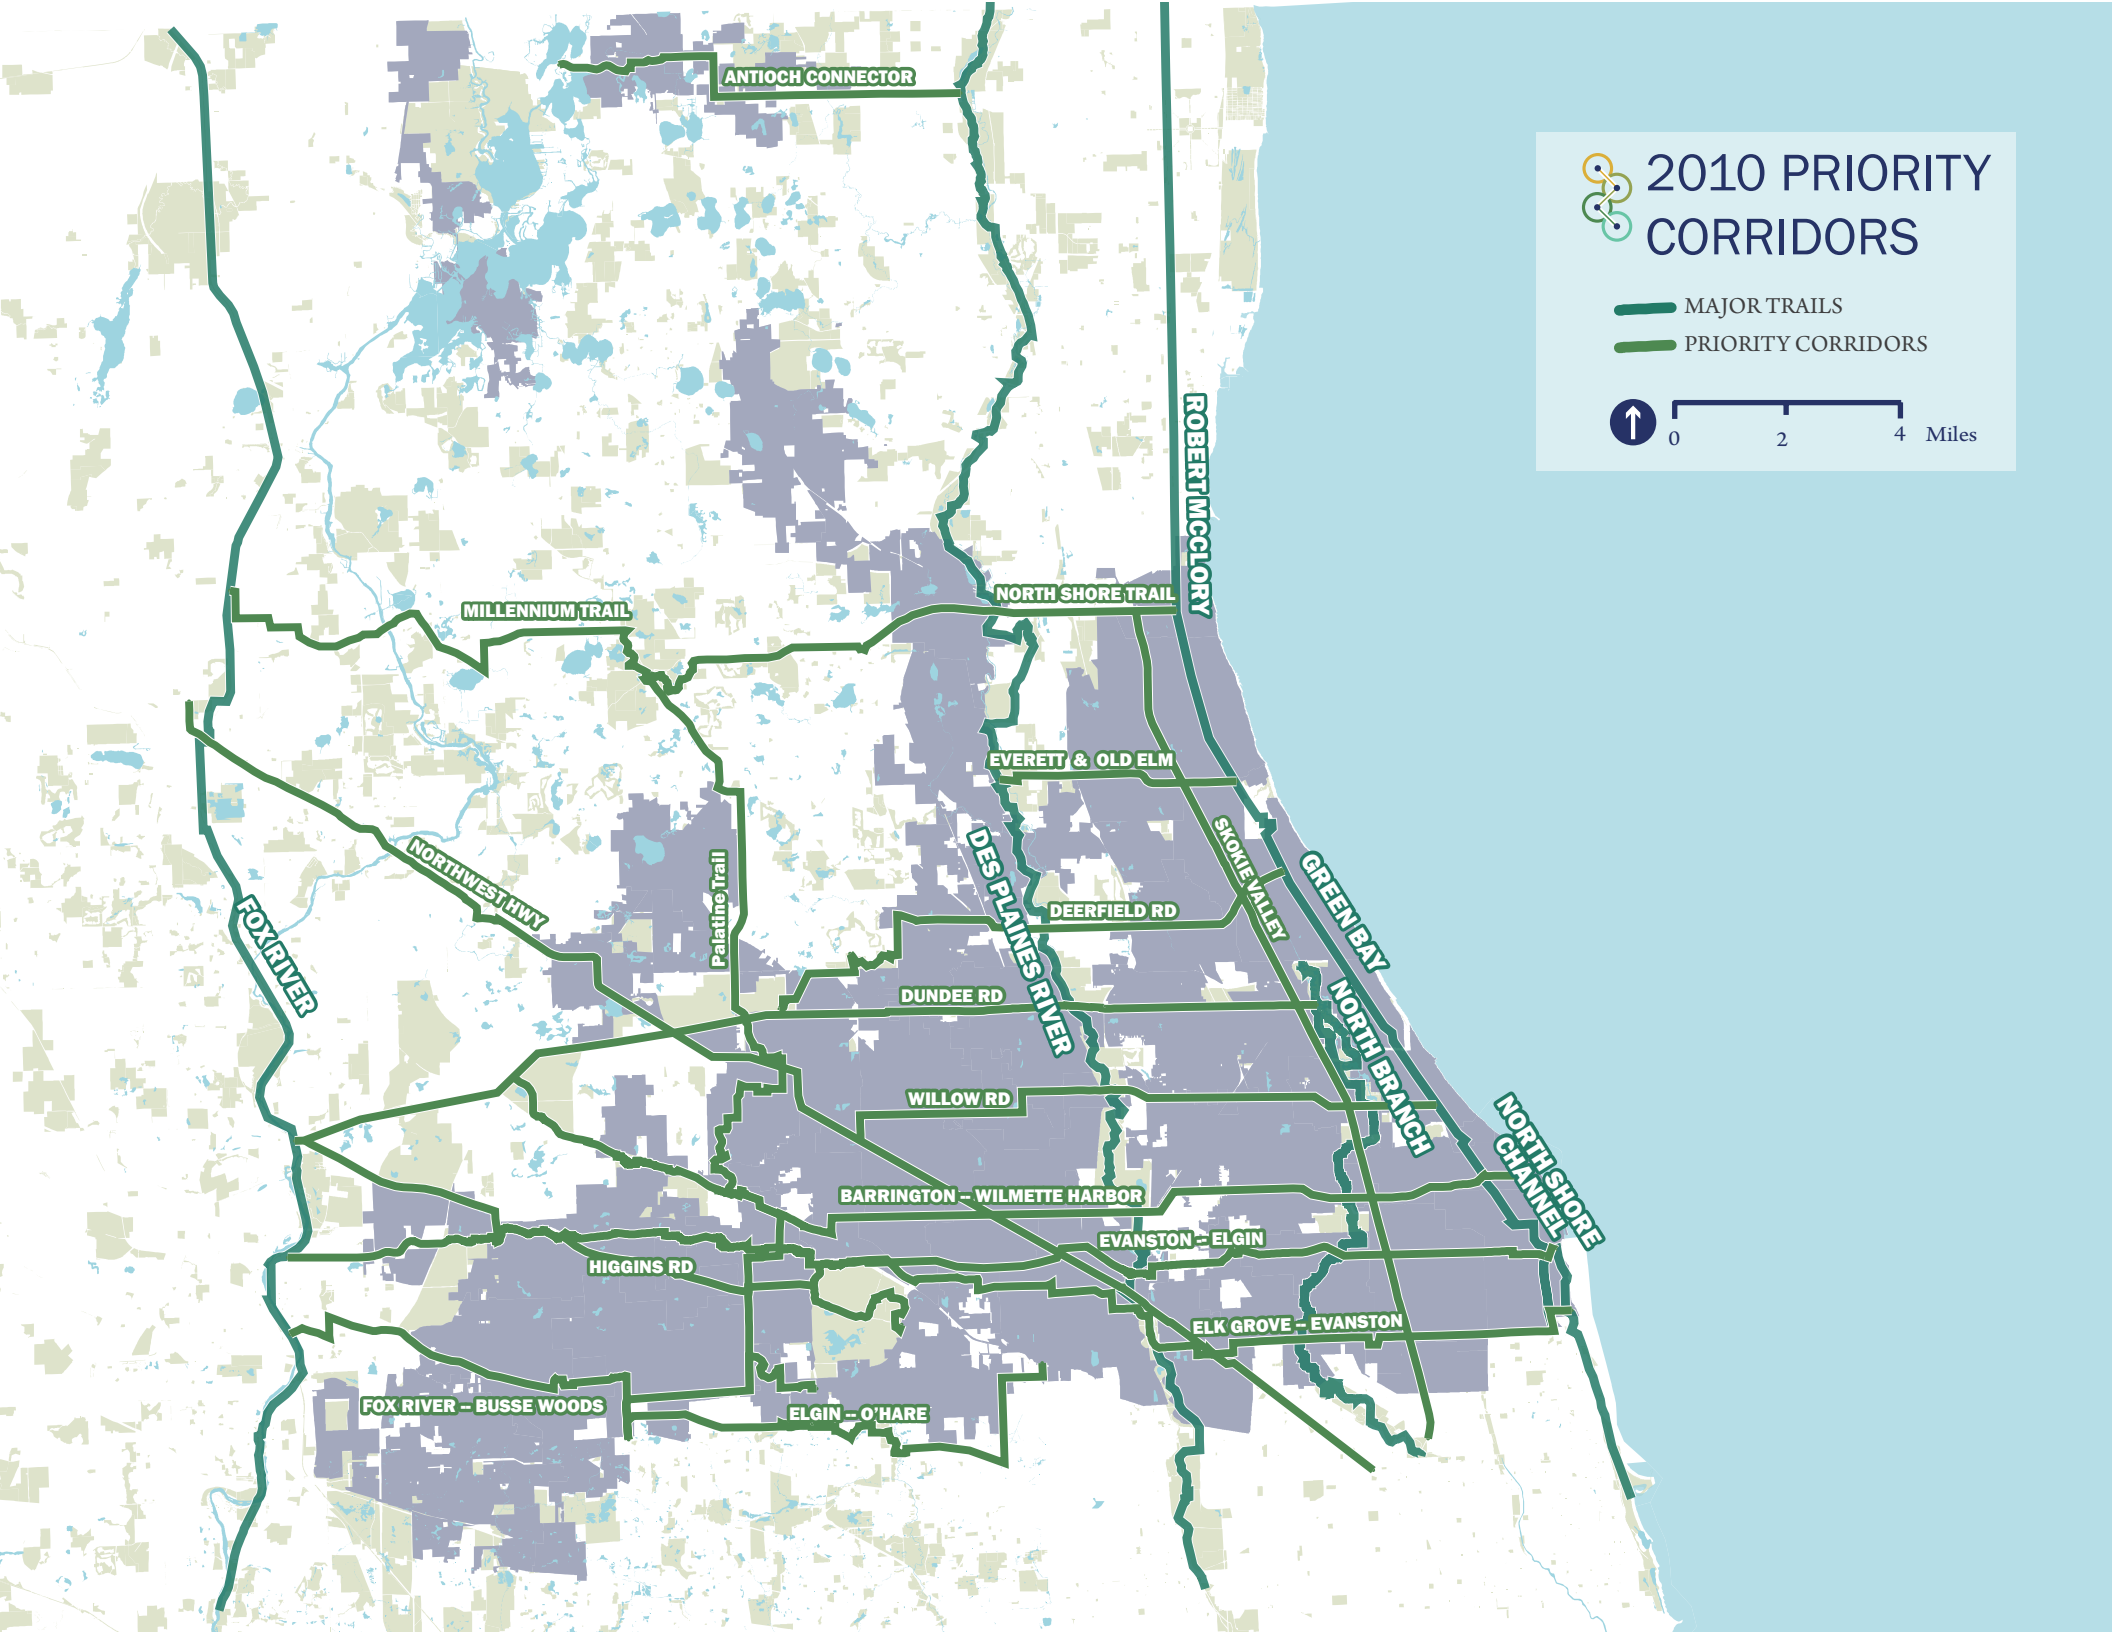 ANTIOCH CONNECTOR
2010 PRIORITY
CORRIDORS
MAJOR TRAILS
PRIORITY CORRIDORS
0 2 4 Miles
ROBERT MCCLORY
NORTH SHORE TRAIL
MILLENNIUM TRAIL
EVERETT & OLD ELM
SKOKIE VALLEY
DES PLAINES RIVER
NORTHWEST HWY
Palatine Trail
GREEN BAY
FOX RIVER
DEERFIELD RD
DUNDEE RD
NORTH BRANCH
WILLOW RD
NORTH SHORE
CHANNEL
BARRINGTON -- WILMETTE HARBOR
EVANSTON -- ELGIN
HIGGINS RD
ELK GROVE -- EVANSTON
FOX RIVER -- BUSSE WOODS
ELGIN -- O'HARE